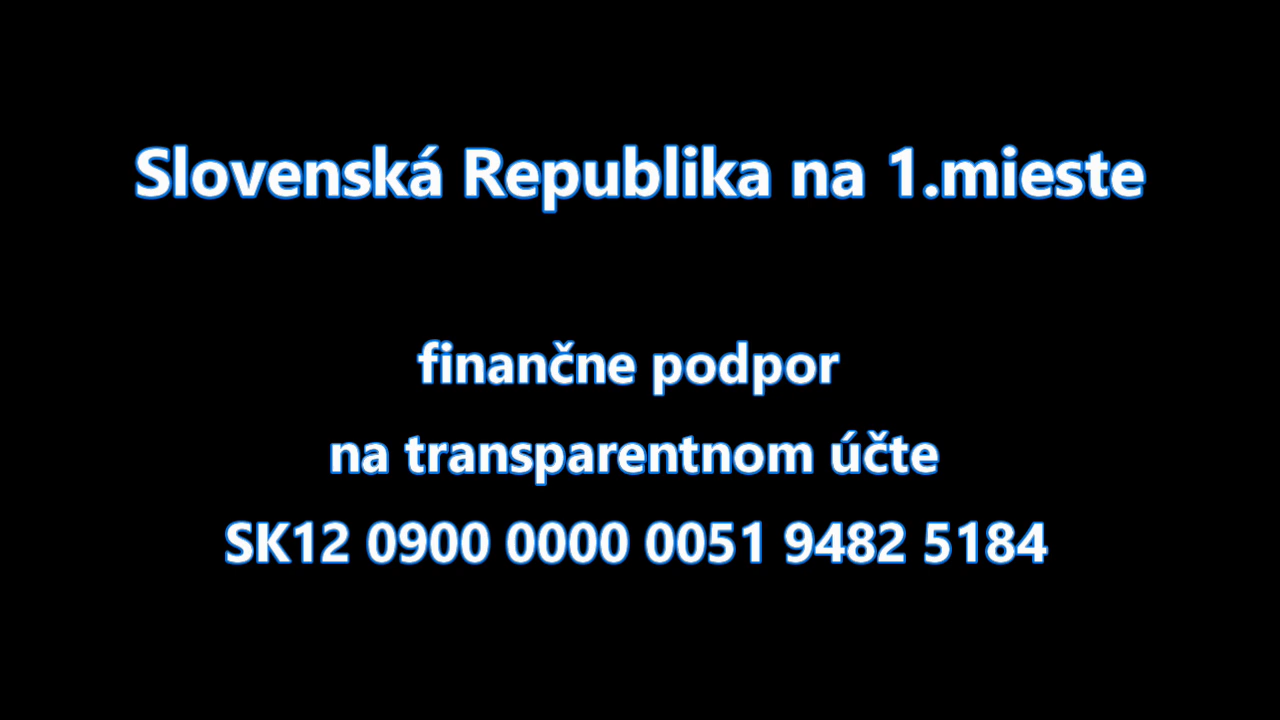 Slovenská Republika na 1.mieste
finančne podpor
na transparentnom účte
SK12 0900 0000 0051 9482 5184